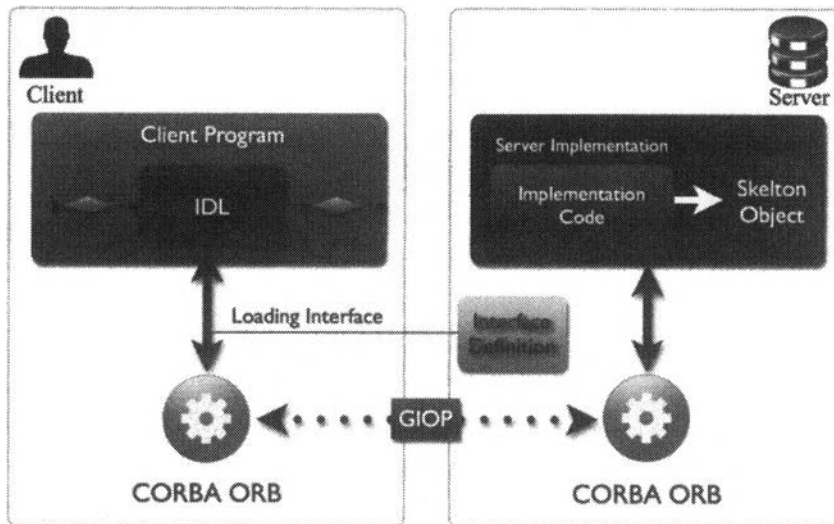 Client
Client Program
IDL
Loading Interface
CORBA ORB
Server
Server Implementation
Implementation
Code
Skelton
Object
Interface
Definition
GIOP
CORBA ORB